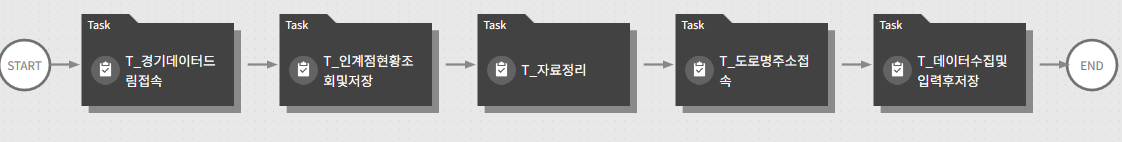 START
Task
T_경기데이터드
림접속
Task
T_인계점현황조
회및저장
Task
T_자료정리
Task
T_도로명주소접
속
Task
T_데이터수집및
입력후저장
END